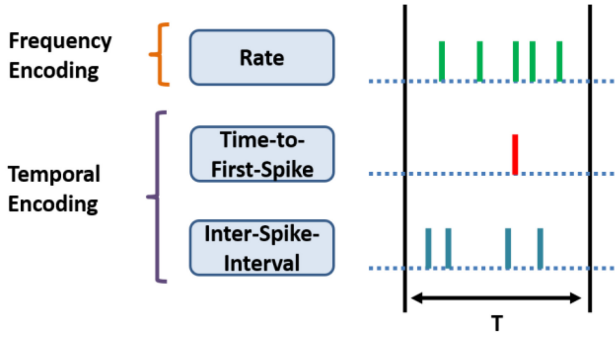 Frequency
Encoding
Rate
Temporal
Encoding
Time-to-
First-Spike
Inter-Spike-
Interval
T